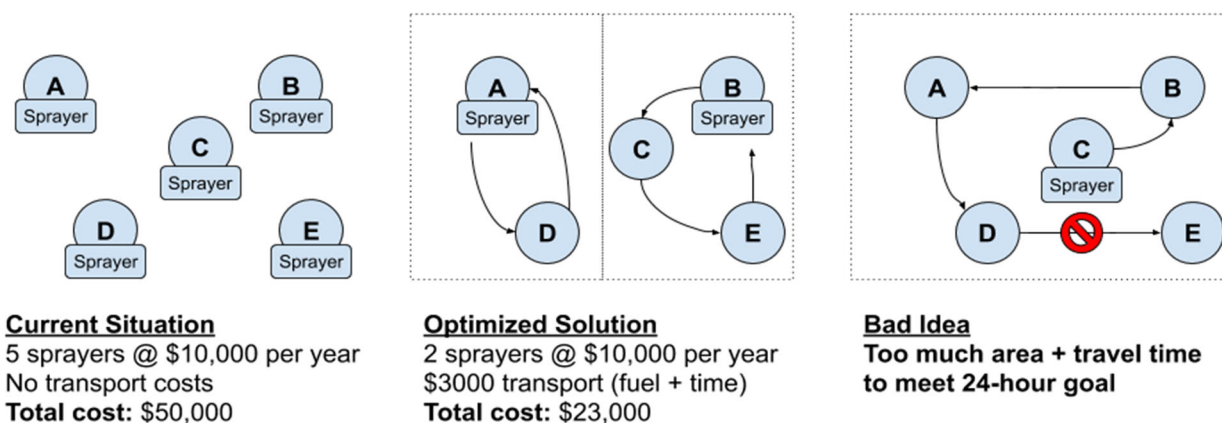 A
Sprayer
B
Sprayer
C
Sprayer
D
Sprayer
E
Sprayer
Current Situation
5 sprayers @ $10,000 per year
No transport costs
Total cost: $50,000
A
Sprayer
D
B
Sprayer
C
E
Optimized Solution
2 sprayers @ $10,000 per year
$3000 transport (fuel + time)
Total cost: $23,000
A
B
C
Sprayer
D
E
Bad Idea
Too much area + travel time
to meet 24-hour goal